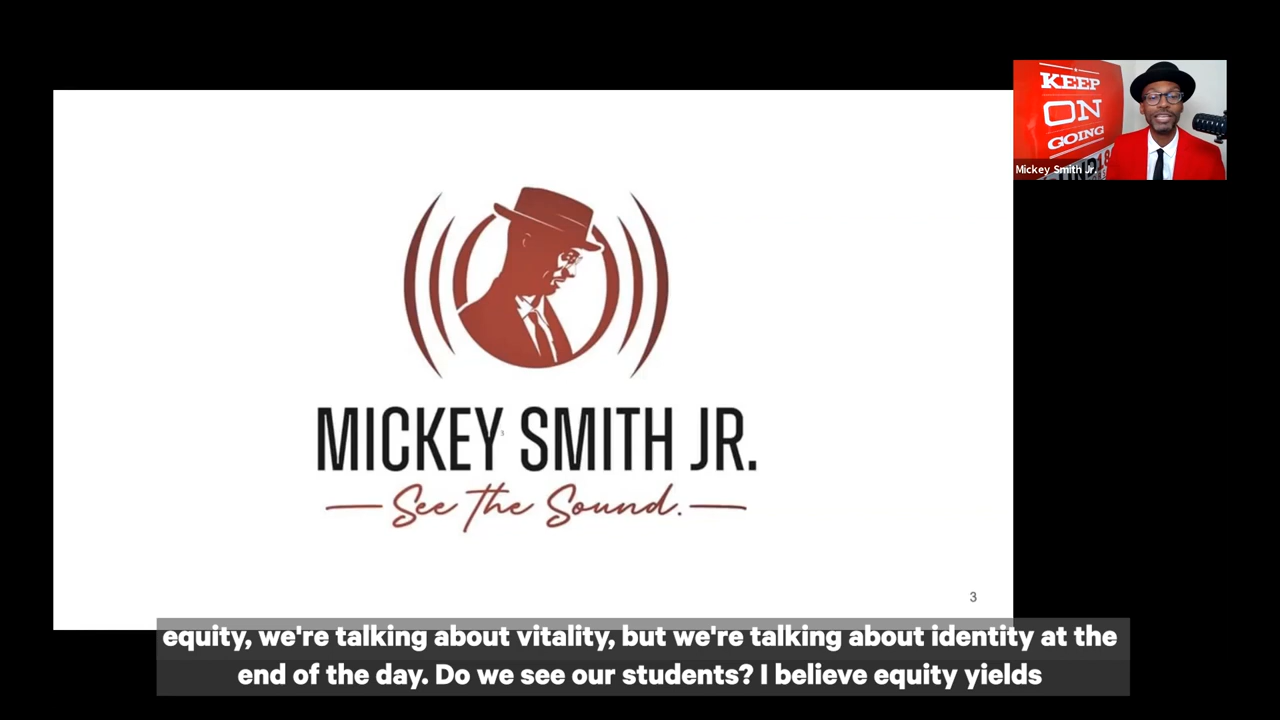 KEEP
ON
GOING
Mickey Smith Jr.
MICKEY SMITH JR.
See The Sound.
3
equity, we're talking about vitality, but we're talking about identity at the
end of the day. Do we see our students? I believe equity yields